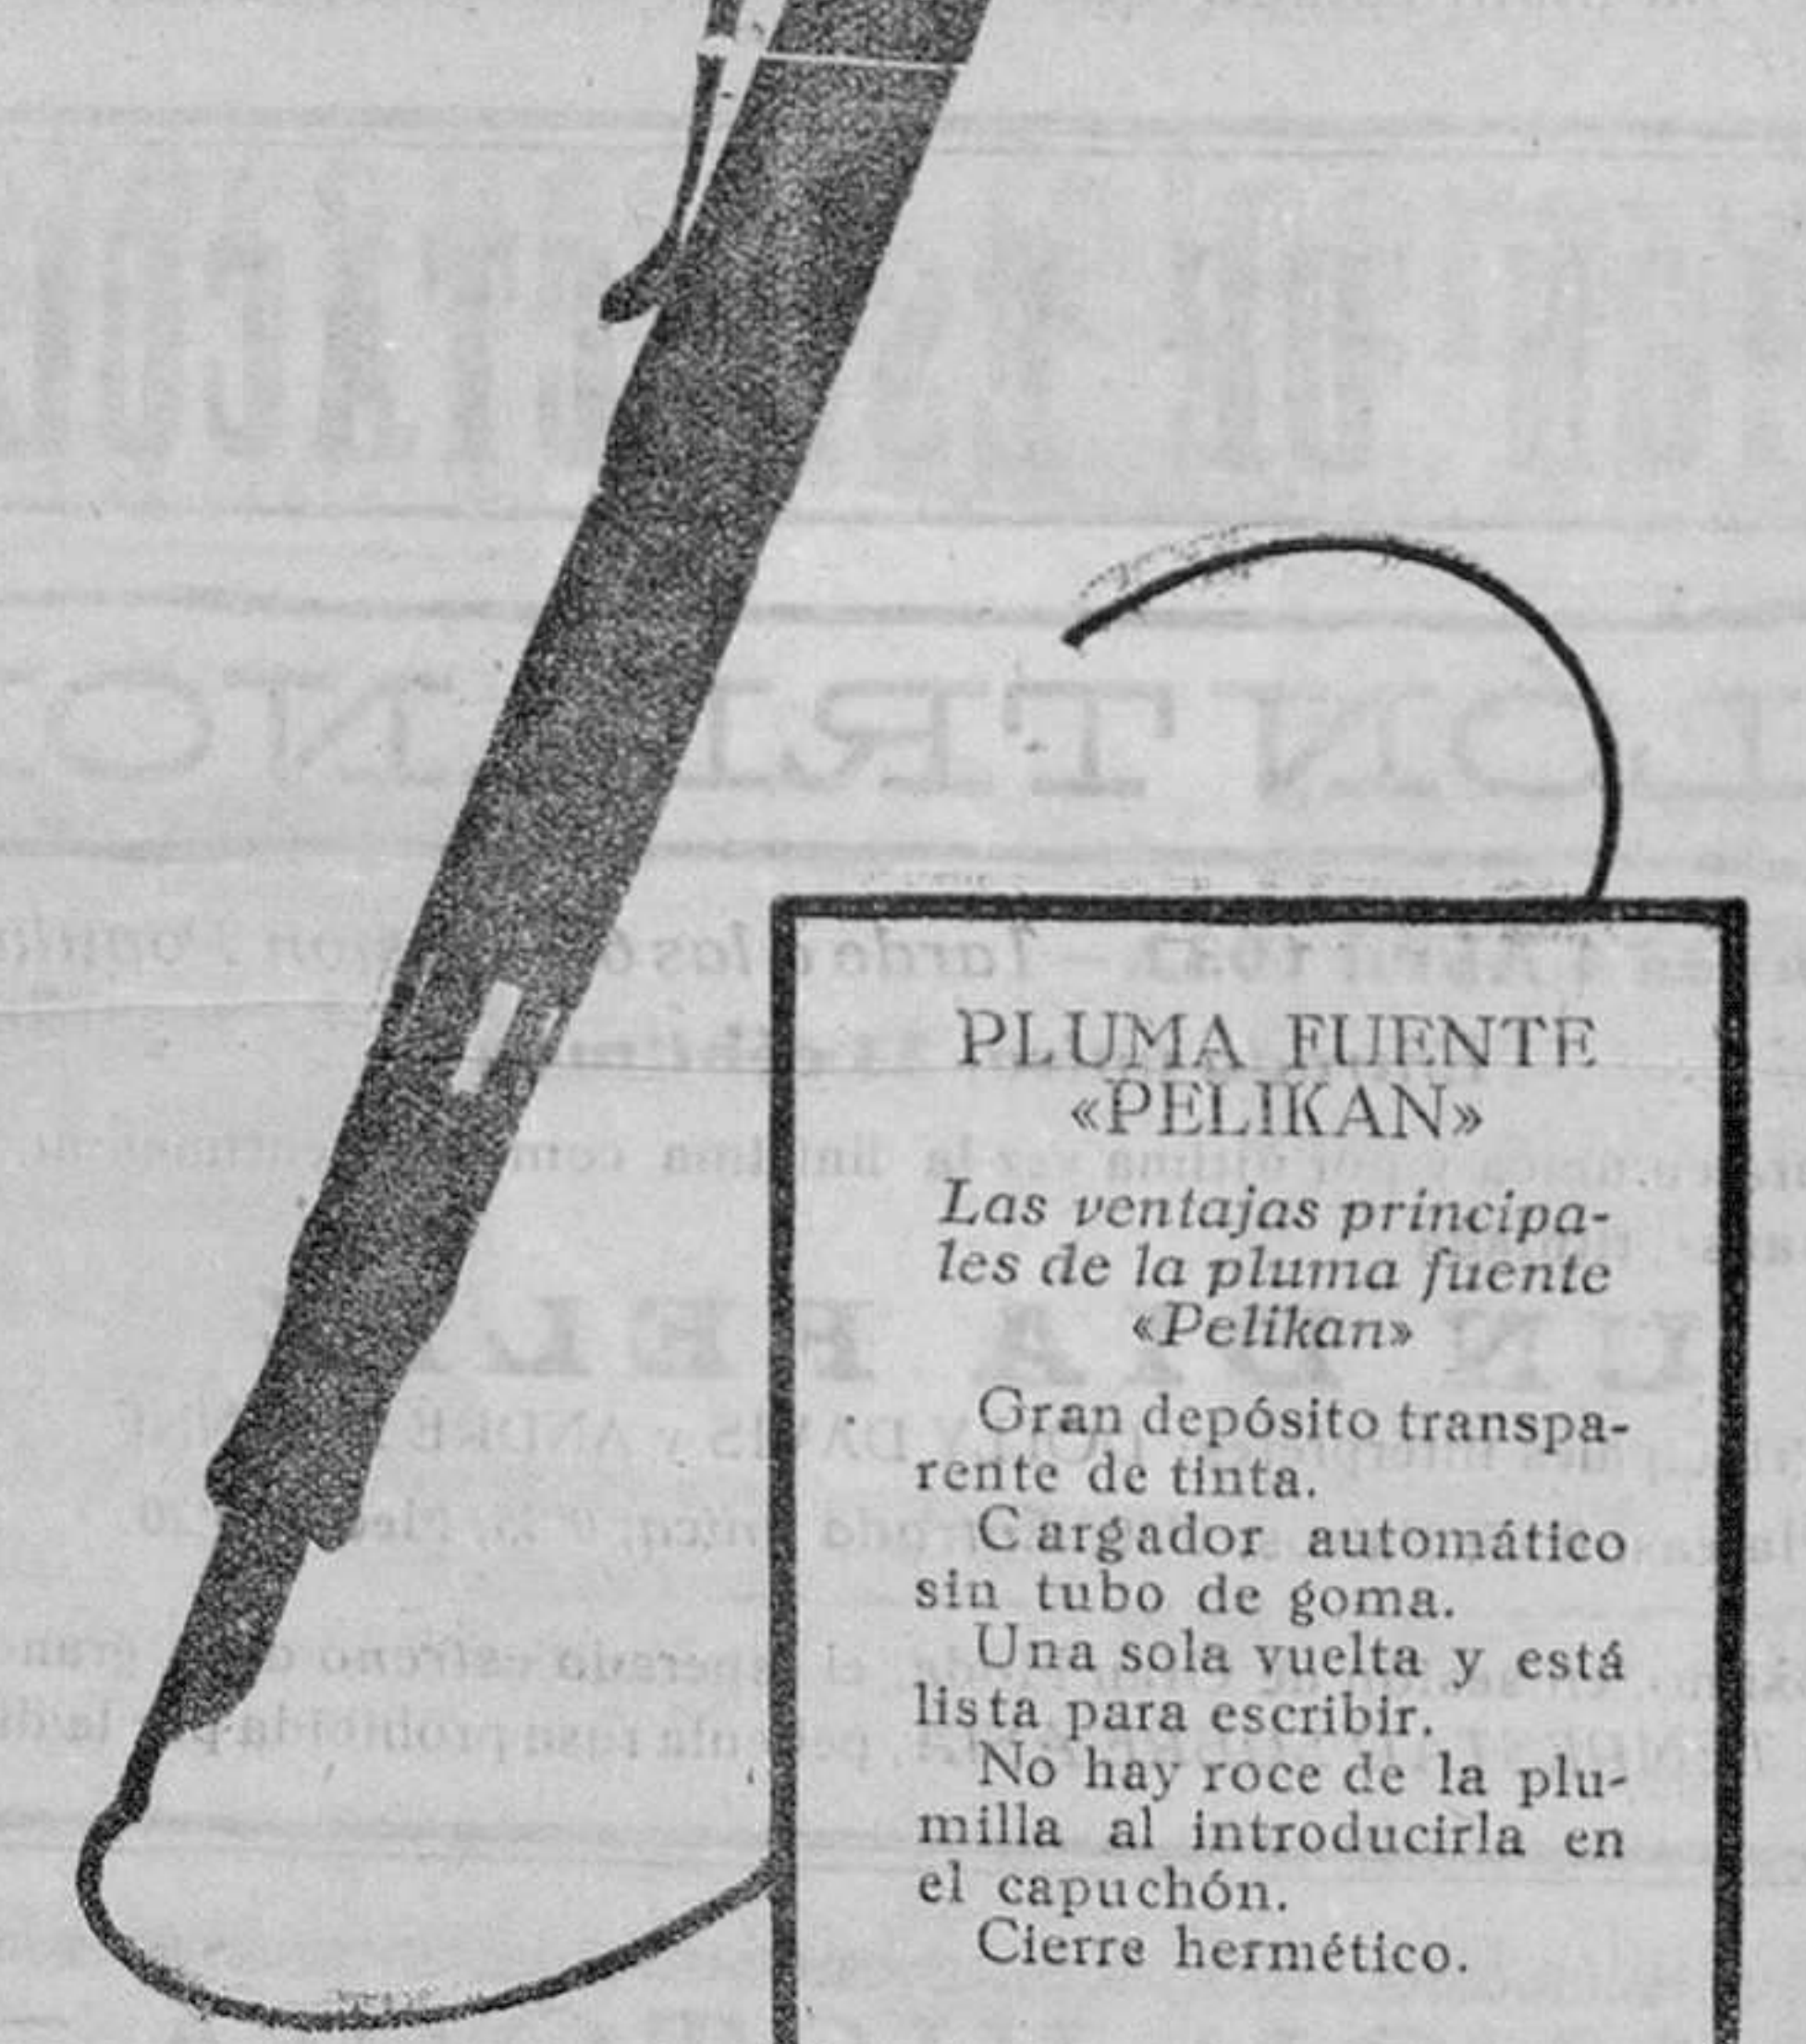 PLUMA FUENTE
«PELIKAN»
Las ventajas principa-
les de la pluma fuente
«Pelikan»
Gran depósito transpa-
rente de tinta.
Cargador automático
sin tubo de goma.
Una sola vuelta y está
lista para escribir.
No hay roce de la plu-
milla al introducirla en
el capuchón.
Cierre hermético.